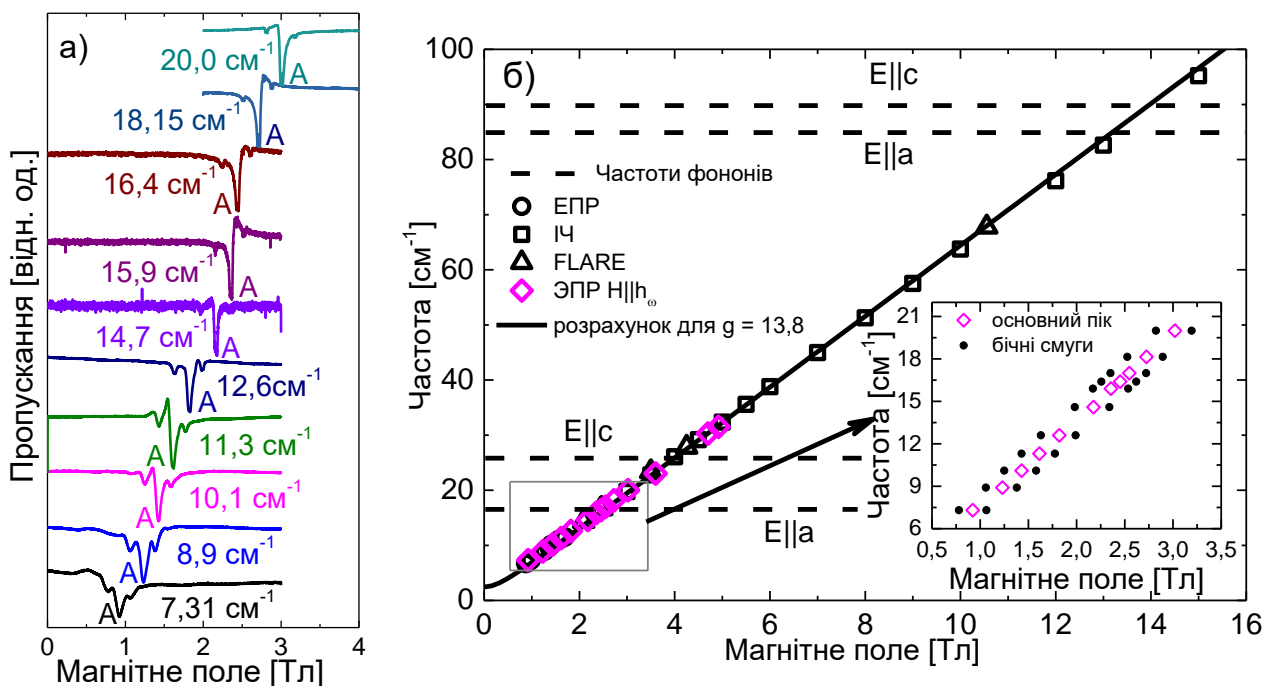 а)
20,0 см-1
A
18,15 см-1
A
16,4 см-1
A
15,9 см-1
A
14,7 см-1
A
12,6см-1
A
11,3 см-1
A
10,1 см-1
A
8,9 см-1
A
7,31 см-1
A
Пропускання [відн. од.]
0 1 2 3 4
Магнітне поле [Тл]
б)
100
80
60
40
20
0
Частота [см-1]
E||c
E||a
Частоти фононів
ЕПР
ІЧ
FLARE
ЭПР H||hω
розрахунок для g = 13,8
E||c
E||a
0 2 4 6 8 10 12 14 16
Магнітне поле [Тл]
21
18
15
12
9
6
Частота [см-1]
основний пік
бічні смуги
0,5 1,0 1,5 2,0 2,5 3,0 3,5
Магнітне поле [Тл]